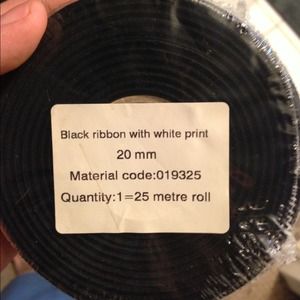 Black ribbon with white print
20 mm
Material code:019325
Quantity:1=25 metre roll